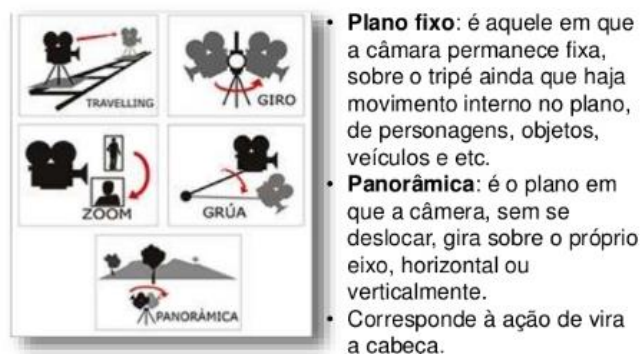 TRAVELLING
GIRO
ZOOM
GRÚA
PANORÁMICA
• Plano fixo: é aquele em que
a câmara permanece fixa,
sobre o tripé ainda que haja
movimento interno no plano,
de personagens, objetos,
veículos e etc.
• Panorâmica: é o plano em
que a câmera, sem se
deslocar, gira sobre o próprio
eixo, horizontal ou
verticalmente.
• Corresponde à ação de vira
a cabeça.